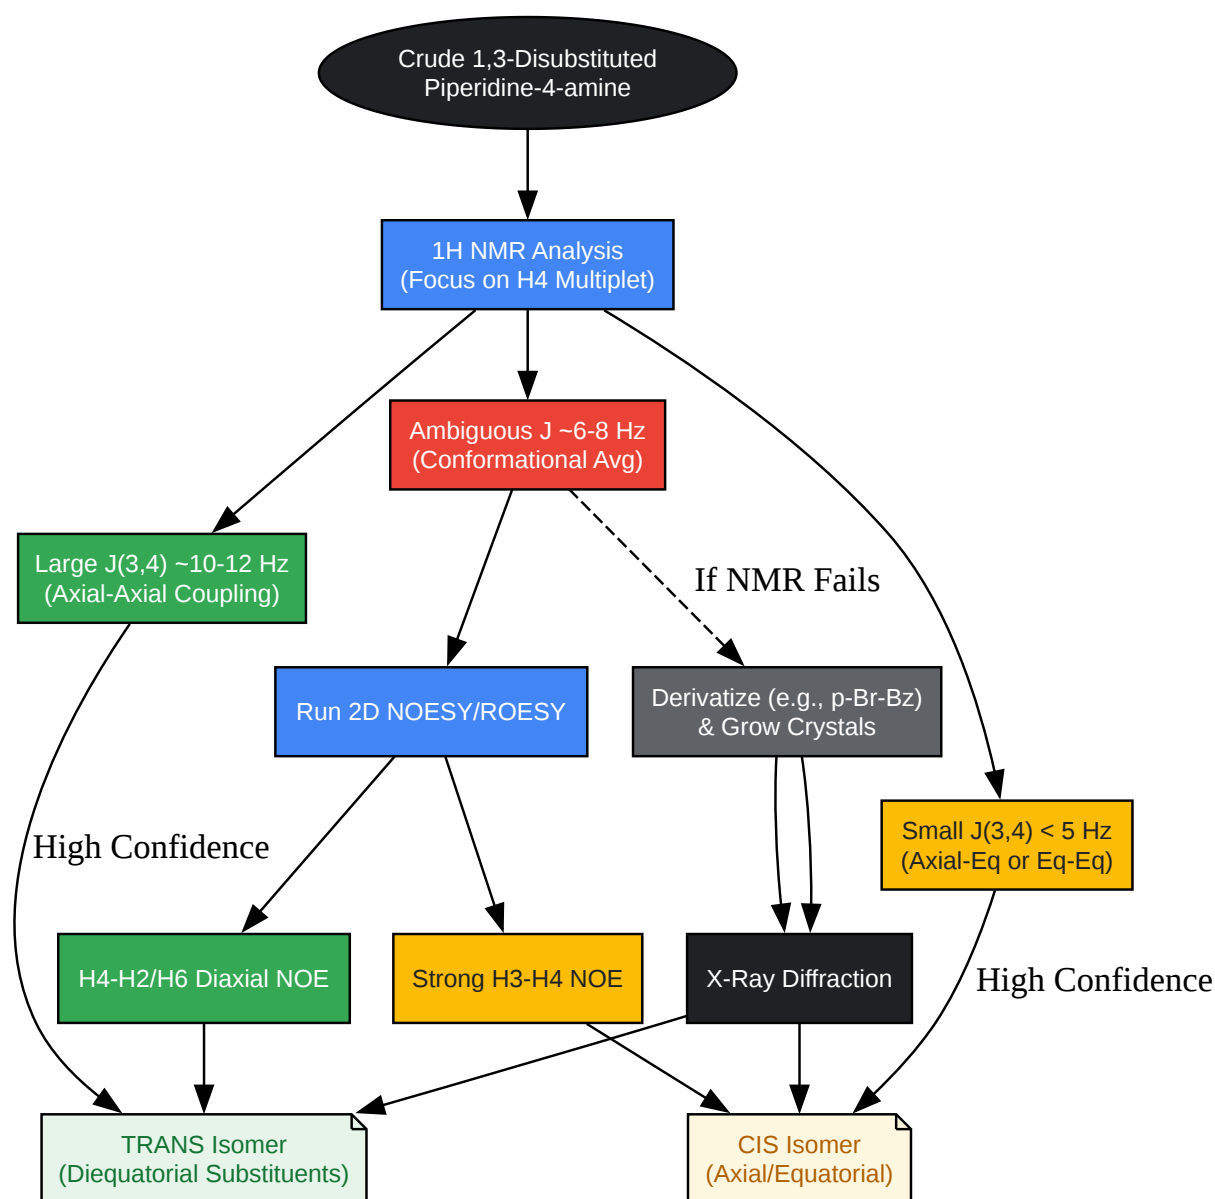 Crude 1,3-Disubstituted
Piperidine-4-amine
1H NMR Analysis
(Focus on H4 Multiplet)
Ambiguous J ~6-8 Hz
(Conformational Avg)
Large J(3,4) ~10-12 Hz
(Axial-Axial Coupling)
If NMR Fails
Run 2D NOESY/ROESY
Derivatize (e.g., p-Br-Bz)
& Grow Crystals
Small J(3,4) < 5 Hz
(Axial-Eq or Eq-Eq)
High Confidence
H4-H2/H6 Diaxial NOE
Strong H3-H4 NOE
X-Ray Diffraction
High Confidence
TRANS Isomer
(Diequatorial Substituents)
CIS Isomer
(Axial/Equatorial)